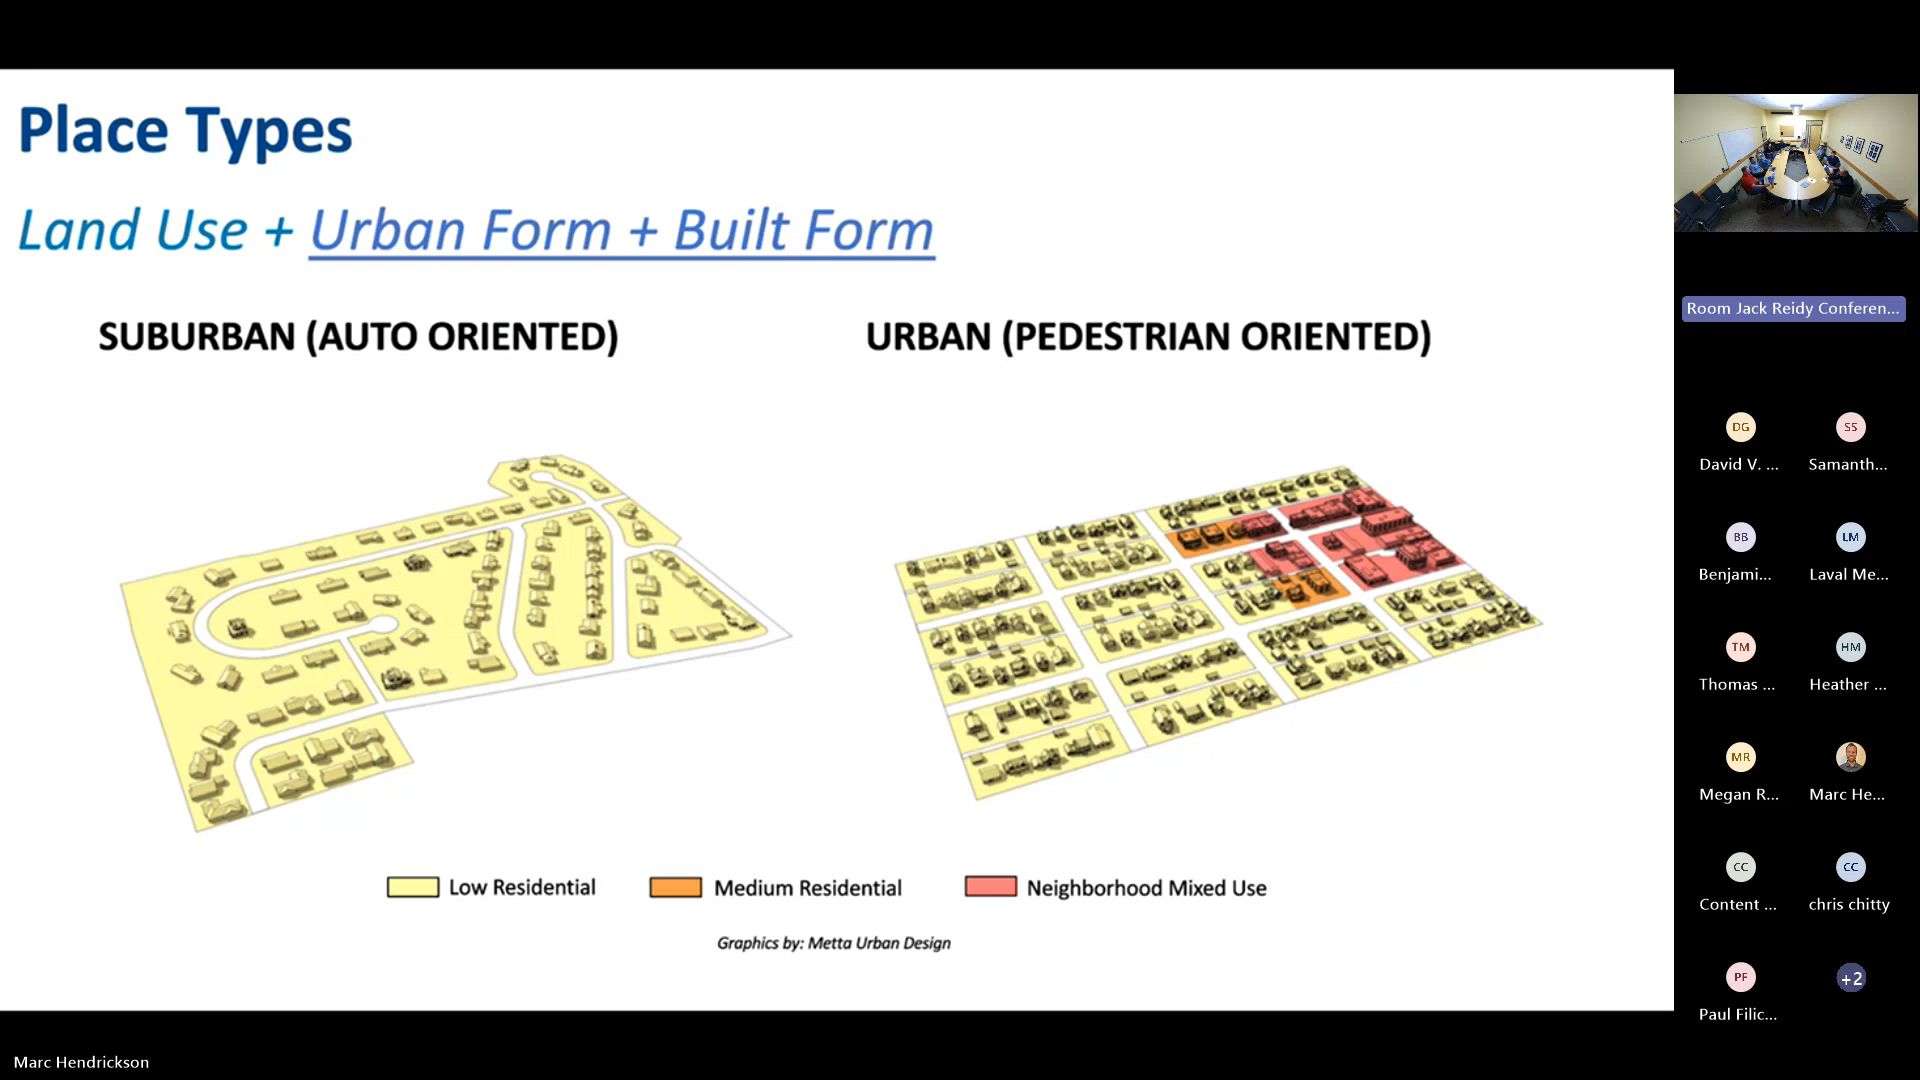 Place Types
Land Use + Urban Form + Built Form
SUBURBAN (AUTO ORIENTED)
URBAN (PEDESTRIAN ORIENTED)
Low Residential
Medium Residential
Neighborhood Mixed Use
Graphics by: Metta Urban Design
Marc Hendrickson
Room Jack Reidy Conferen...
DG
David V. ...
SS
Samanth...
BB
Benjami...
LM
Laval Me...
TM
Thomas ...
HM
Heather ...
MR
Megan R...
Marc He...
CC
Content ...
CC
chris chitty
PF
Paul Filic...
+2